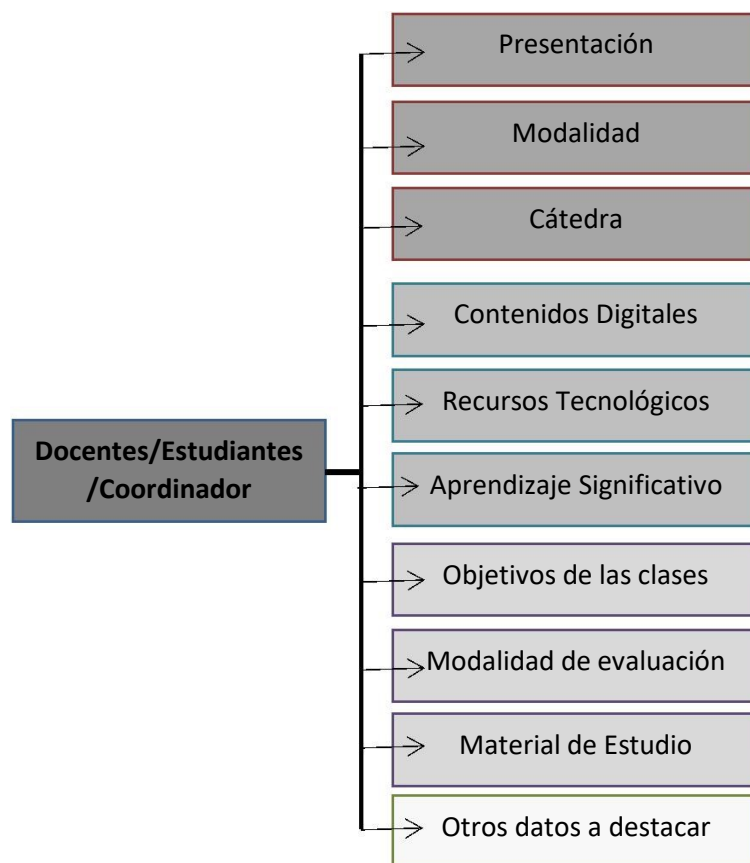 Presentación
Modalidad
Cátedra
Contenidos Digitales
Recursos Tecnológicos
Docentes/Estudiantes
/Coordinador
Aprendizaje Significativo
Objetivos de las clases
Modalidad de evaluación
Material de Estudio
Otros datos a destacar